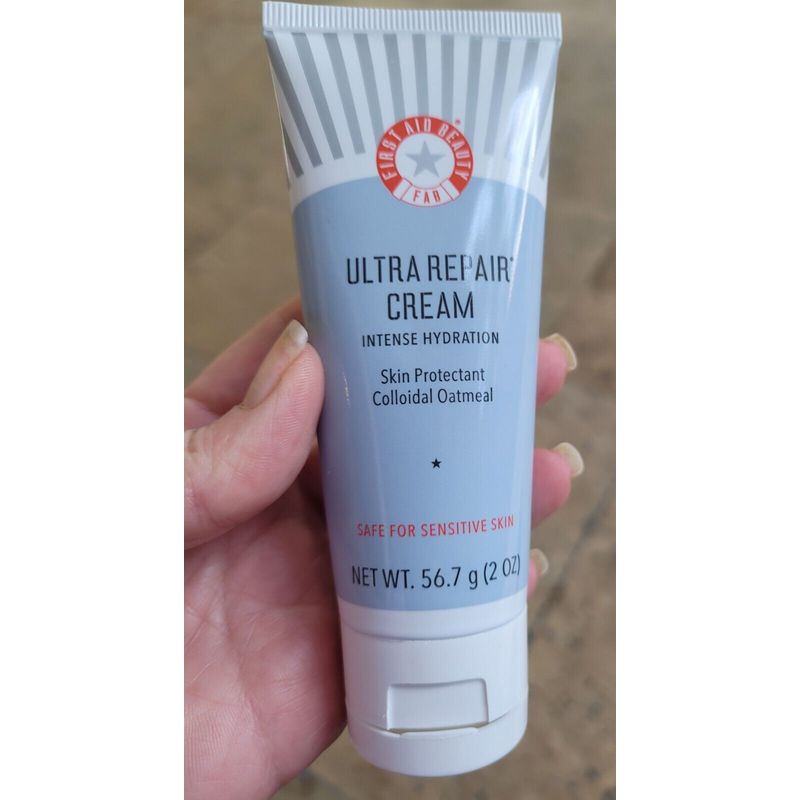 FIRST AID BEAUTY®
FAB
ULTRA REPAIR®
CREAM
INTENSE HYDRATION
Skin Protectant
Colloidal Oatmeal
SAFE FOR SENSITIVE SKIN
NET WT. 56.7 g (2 OZ)